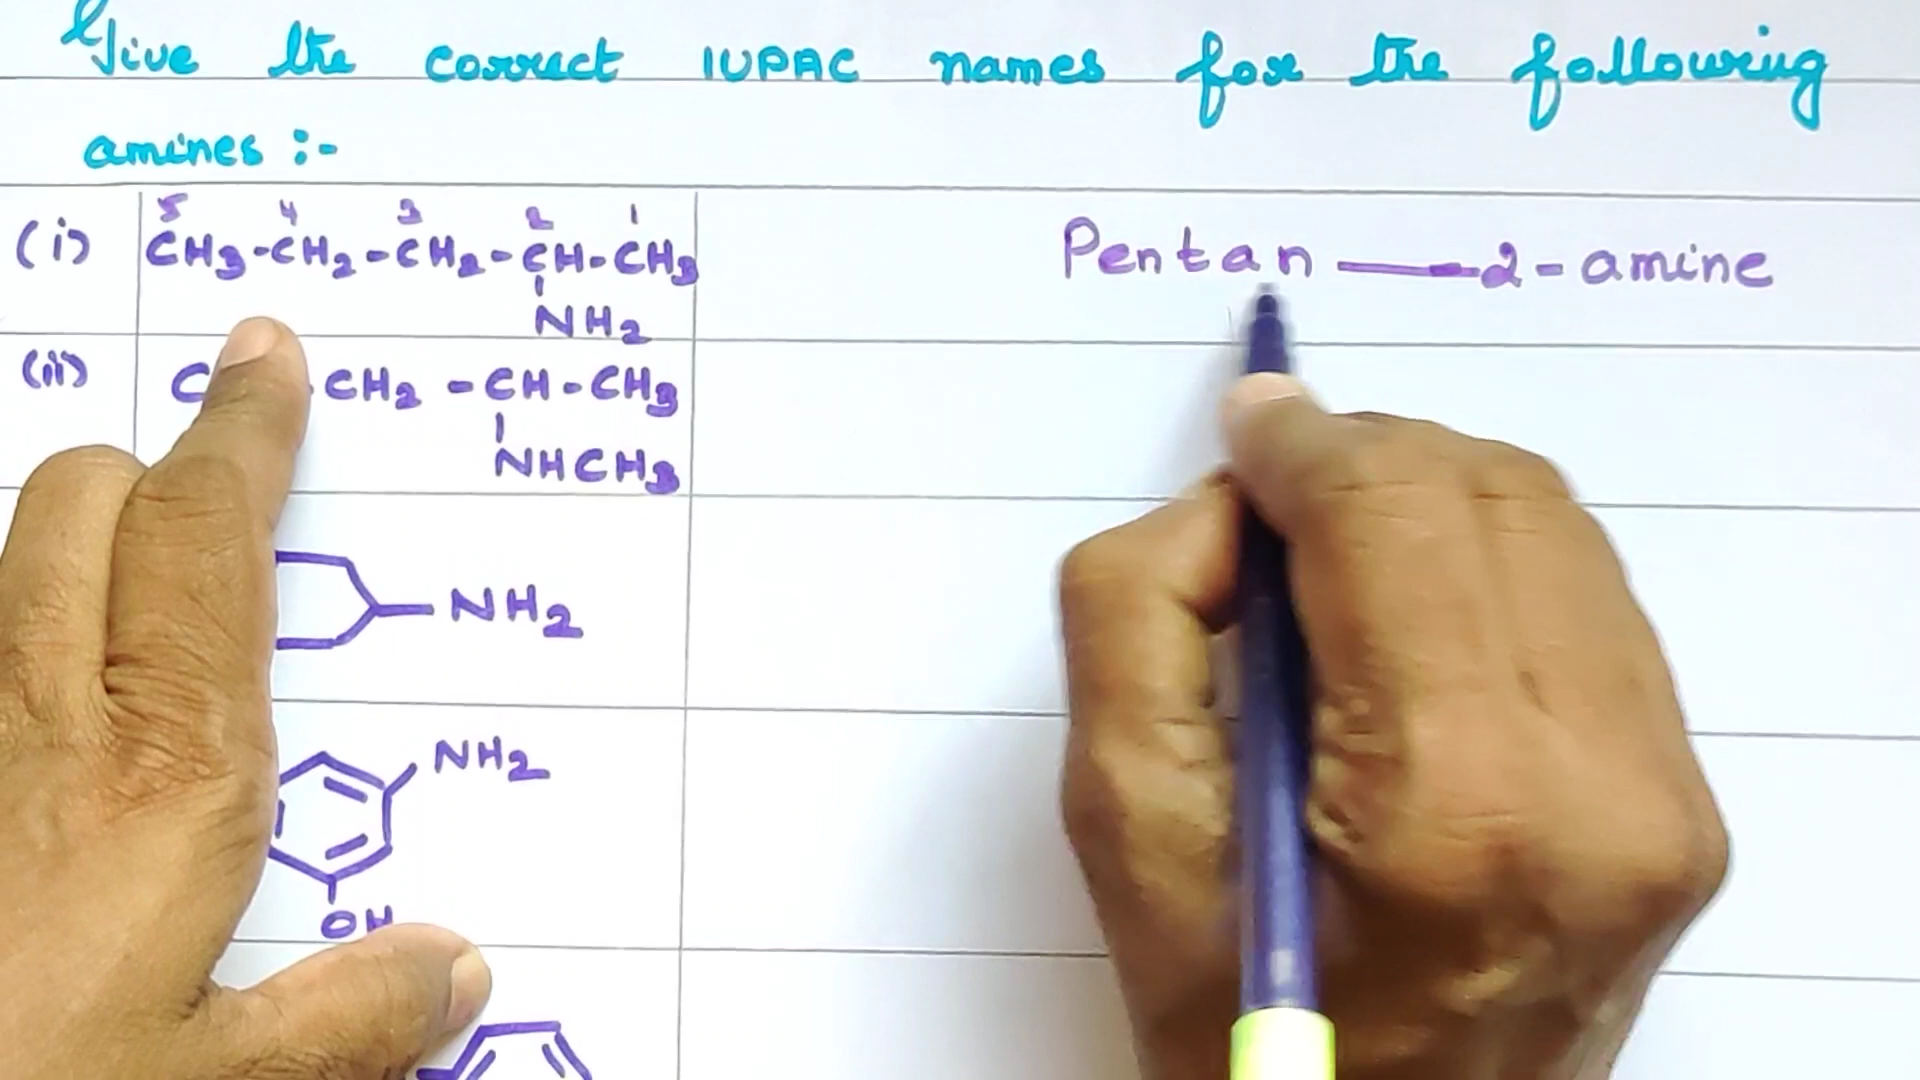 Give the correct IUPAC names for the following
amines :-
5 4 3 2 1
(i) CH3-CH2-CH2-CH-CH3 Pentan — 2-amine
NH2
(ii) C CH2 - CH - CH3
NHCH3
NH2
NH2
OH